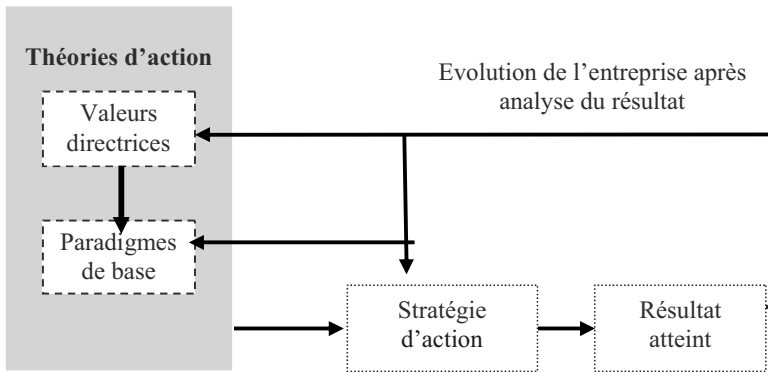 Théories d’action
Evolution de l’entreprise après
analyse du résultat
Valeurs
directrices
Paradigmes
de base
Stratégie
d’action
Résultat
atteint